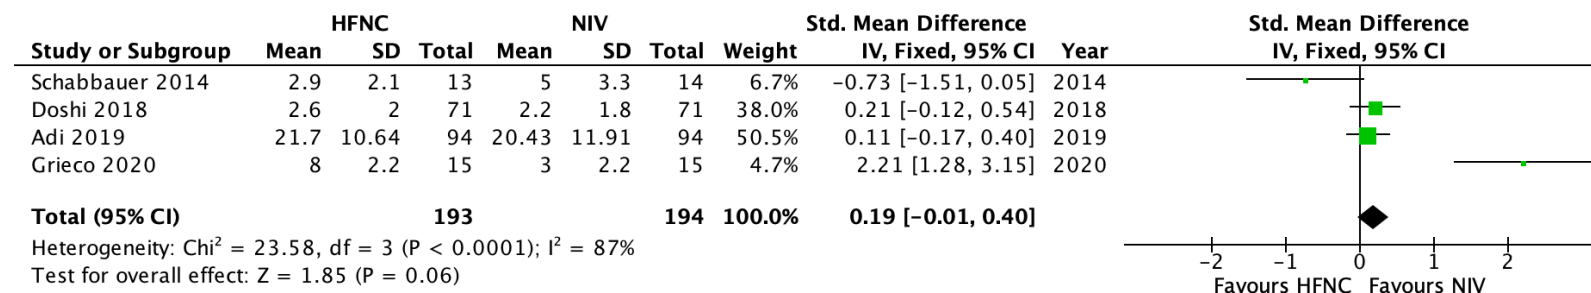 HFNC NIV Std. Mean Difference Std. Mean Difference
Study or Subgroup Mean SD Total Mean SD Total Weight IV, Fixed, 95% CI Year IV, Fixed, 95% CI
Schabbauer 2014 2.9 2.1 13 5 3.3 14 6.7% −0.73 [−1.51, 0.05] 2014
Doshi 2018 2.6 2 71 2.2 1.8 71 38.0% 0.21 [−0.12, 0.54] 2018
Adi 2019 21.7 10.64 94 20.43 11.91 94 50.5% 0.11 [−0.17, 0.40] 2019
Grieco 2020 8 2.2 15 3 2.2 15 4.7% 2.21 [1.28, 3.15] 2020
Total (95% CI) 193 194 100.0% 0.19 [−0.01, 0.40]
Heterogeneity: Chi² = 23.58, df = 3 (P < 0.0001); I² = 87%
Test for overall effect: Z = 1.85 (P = 0.06)
−2 −1 0 1 2
Favours HFNC Favours NIV